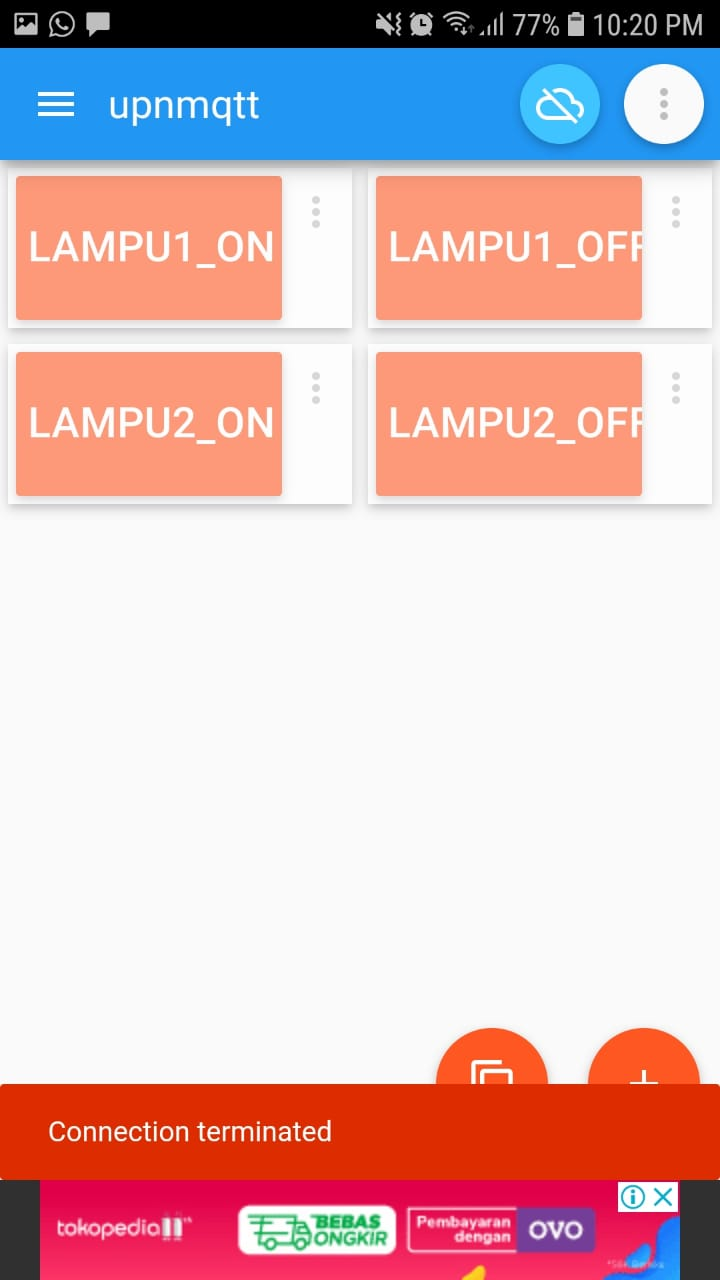 77% 10:20 PM
upnmqtt
LAMPU1_ON
LAMPU1_OFF
LAMPU2_ON
LAMPU2_OFF
Connection terminated
tokopedia
BEBAS
ONGKIR
Pembayaran
dengan
OVO